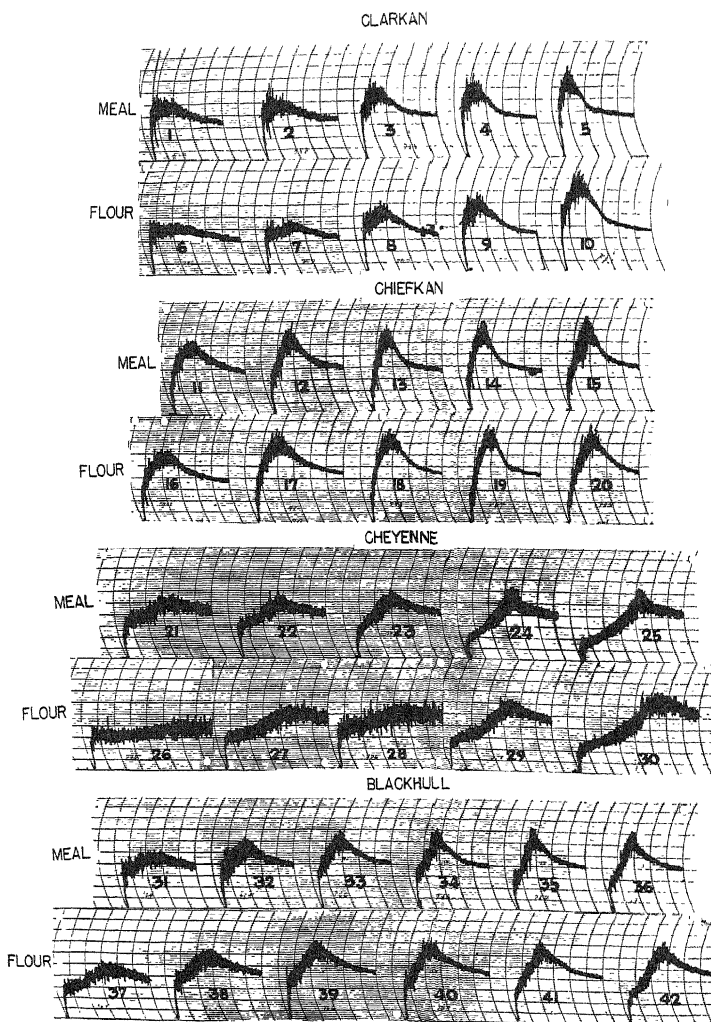 CLARKAN
MEAL
1 2 3 4 5
FLOUR
6 7 8 9 10
CHIEFKAN
MEAL
11 12 13 14 15
FLOUR
16 17 18 19 20
CHEYENNE
MEAL
21 22 23 24 25
FLOUR
26 27 28 29 30
BLACKHULL
MEAL
31 32 33 34 35 36
FLOUR
37 38 39 40 41 42